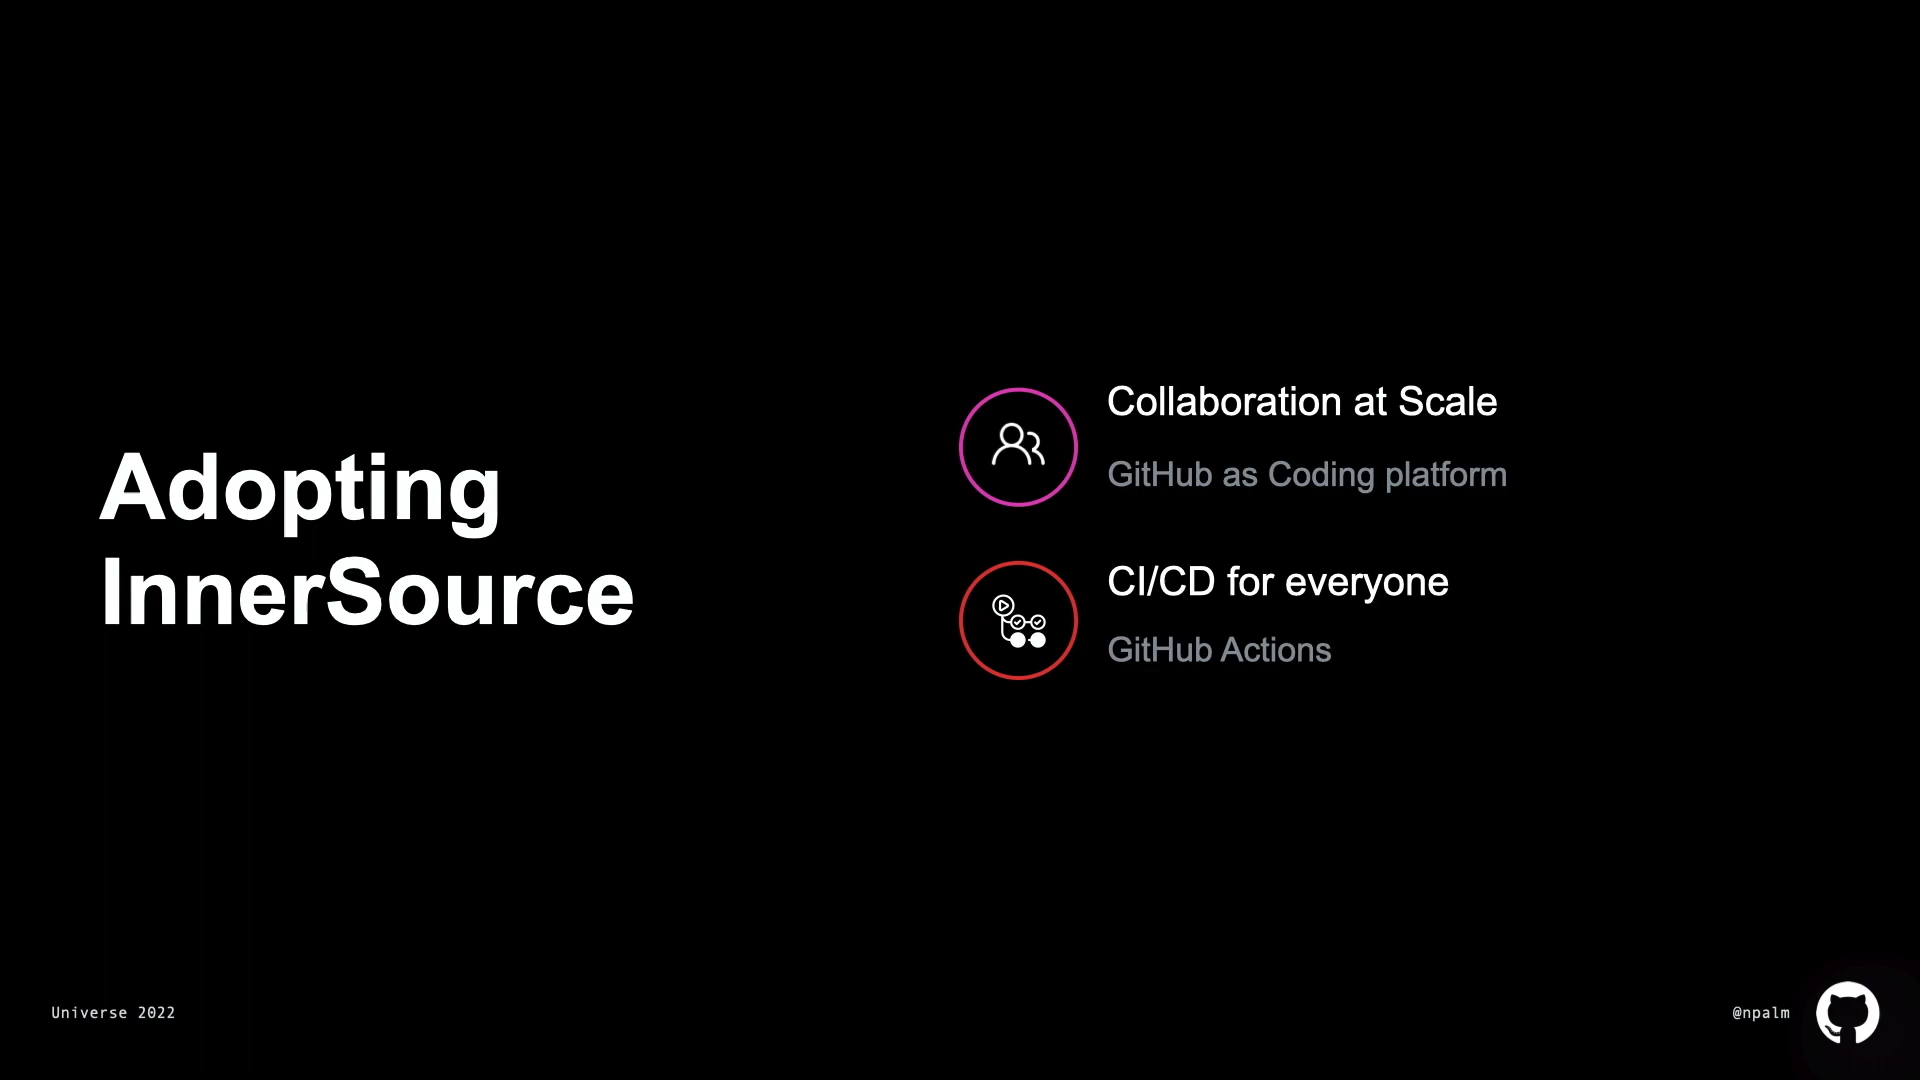 Adopting
InnerSource
Collaboration at Scale
GitHub as Coding platform
CI/CD for everyone
GitHub Actions
Universe 2022
@npalm